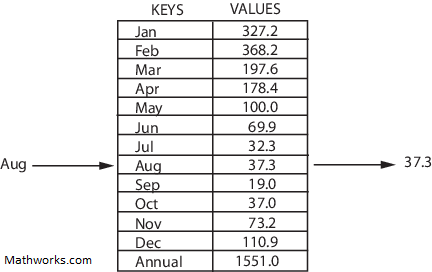 KEYS VALUES
Jan 327.2
Feb 368.2
Mar 197.6
Apr 178.4
May 100.0
Jun 69.9
Jul 32.3
Aug Aug 37.3 37.3
Sep 19.0
Oct 37.0
Nov 73.2
Dec 110.9
Annual 1551.0
Mathworks.com